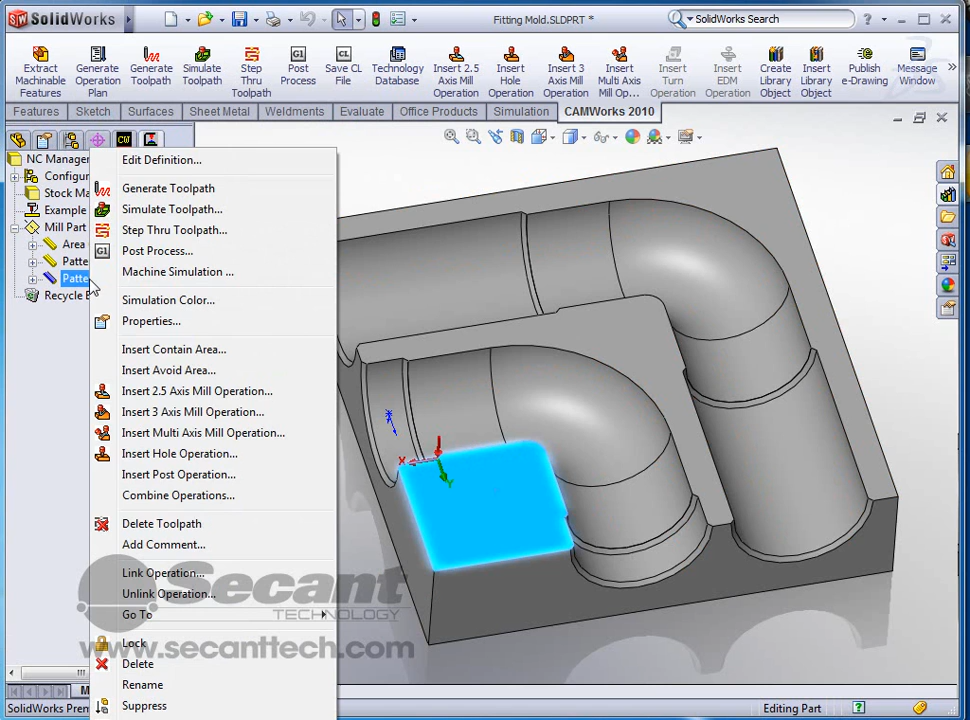 SolidWorks
Fitting Mold.SLDPRT *
SolidWorks Search
Extract Machinable Features
Generate Operation Plan
Generate Toolpath
Simulate Toolpath
Step Thru Toolpath
Post Process
Save CL File
Technology Database
Insert 2.5 Axis Mill Operation
Insert Hole Operation
Insert 3 Axis Mill Operation
Insert Multi Axis Mill Op...
Insert Turn Operation
Insert EDM Operation
Create Library Object
Insert Library Object
Publish e-Drawing
Message Window
Features
Sketch
Surfaces
Sheet Metal
Weldments
Evaluate
Office Products
Simulation
CAMWorks 2010
NC Manage
Configur
Stock Ma
Example
Mill Part
Area
Patte
Patte
Recycle B
Edit Definition...
Generate Toolpath
Simulate Toolpath...
Step Thru Toolpath...
G1 Post Process...
Machine Simulation ...
Simulation Color...
Properties...
Insert Contain Area...
Insert Avoid Area...
Insert 2.5 Axis Mill Operation...
Insert 3 Axis Mill Operation...
Insert Multi Axis Mill Operation...
Insert Hole Operation...
Insert Post Operation...
Combine Operations...
Delete Toolpath
Add Comment...
Link Operation...
Unlink Operation...
Go To
Lock
Delete
Rename
Suppress
X
Y
Secant
TECHNOLOGY
www.secanttech.com
M
SolidWorks Prem
Editing Part